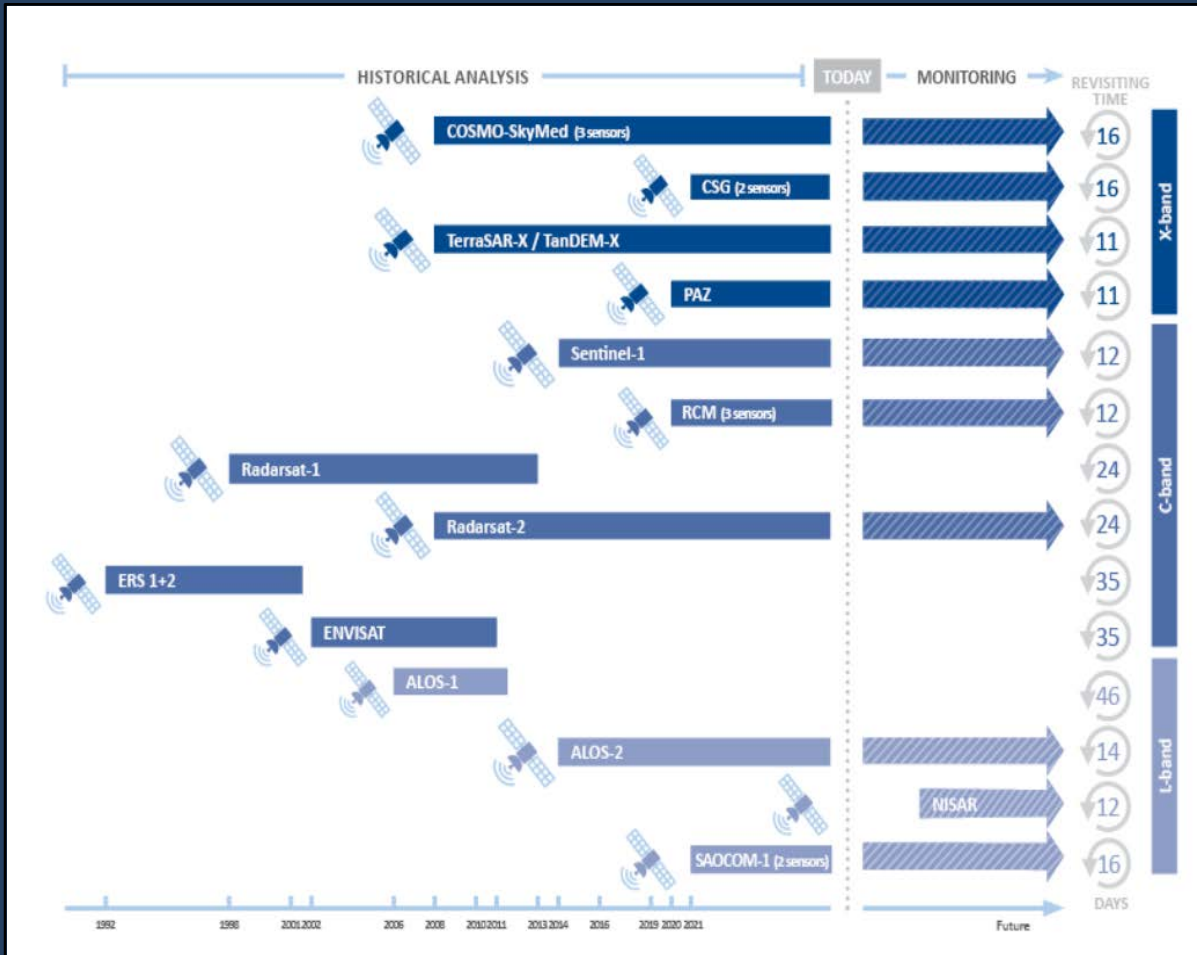 HISTORICAL ANALYSIS
TODAY
MONITORING
REVISITING
TIME
COSMO-SkyMed (3 sensors)
16
CSG (2 sensors)
16
TerraSAR-X / TanDEM-X
11
PAZ
11
X-band
Sentinel-1
12
RCM (3 sensors)
12
Radarsat-1
24
Radarsat-2
24
ERS 1+2
35
ENVISAT
35
C-band
ALOS-1
46
ALOS-2
14
NISAR
12
SAOCOM-1 (2 sensors)
16
L-band
DAYS
1992 1998 2001 2002 2006 2008 2010 2011 2013 2014 2016 2019 2020 2021 Future